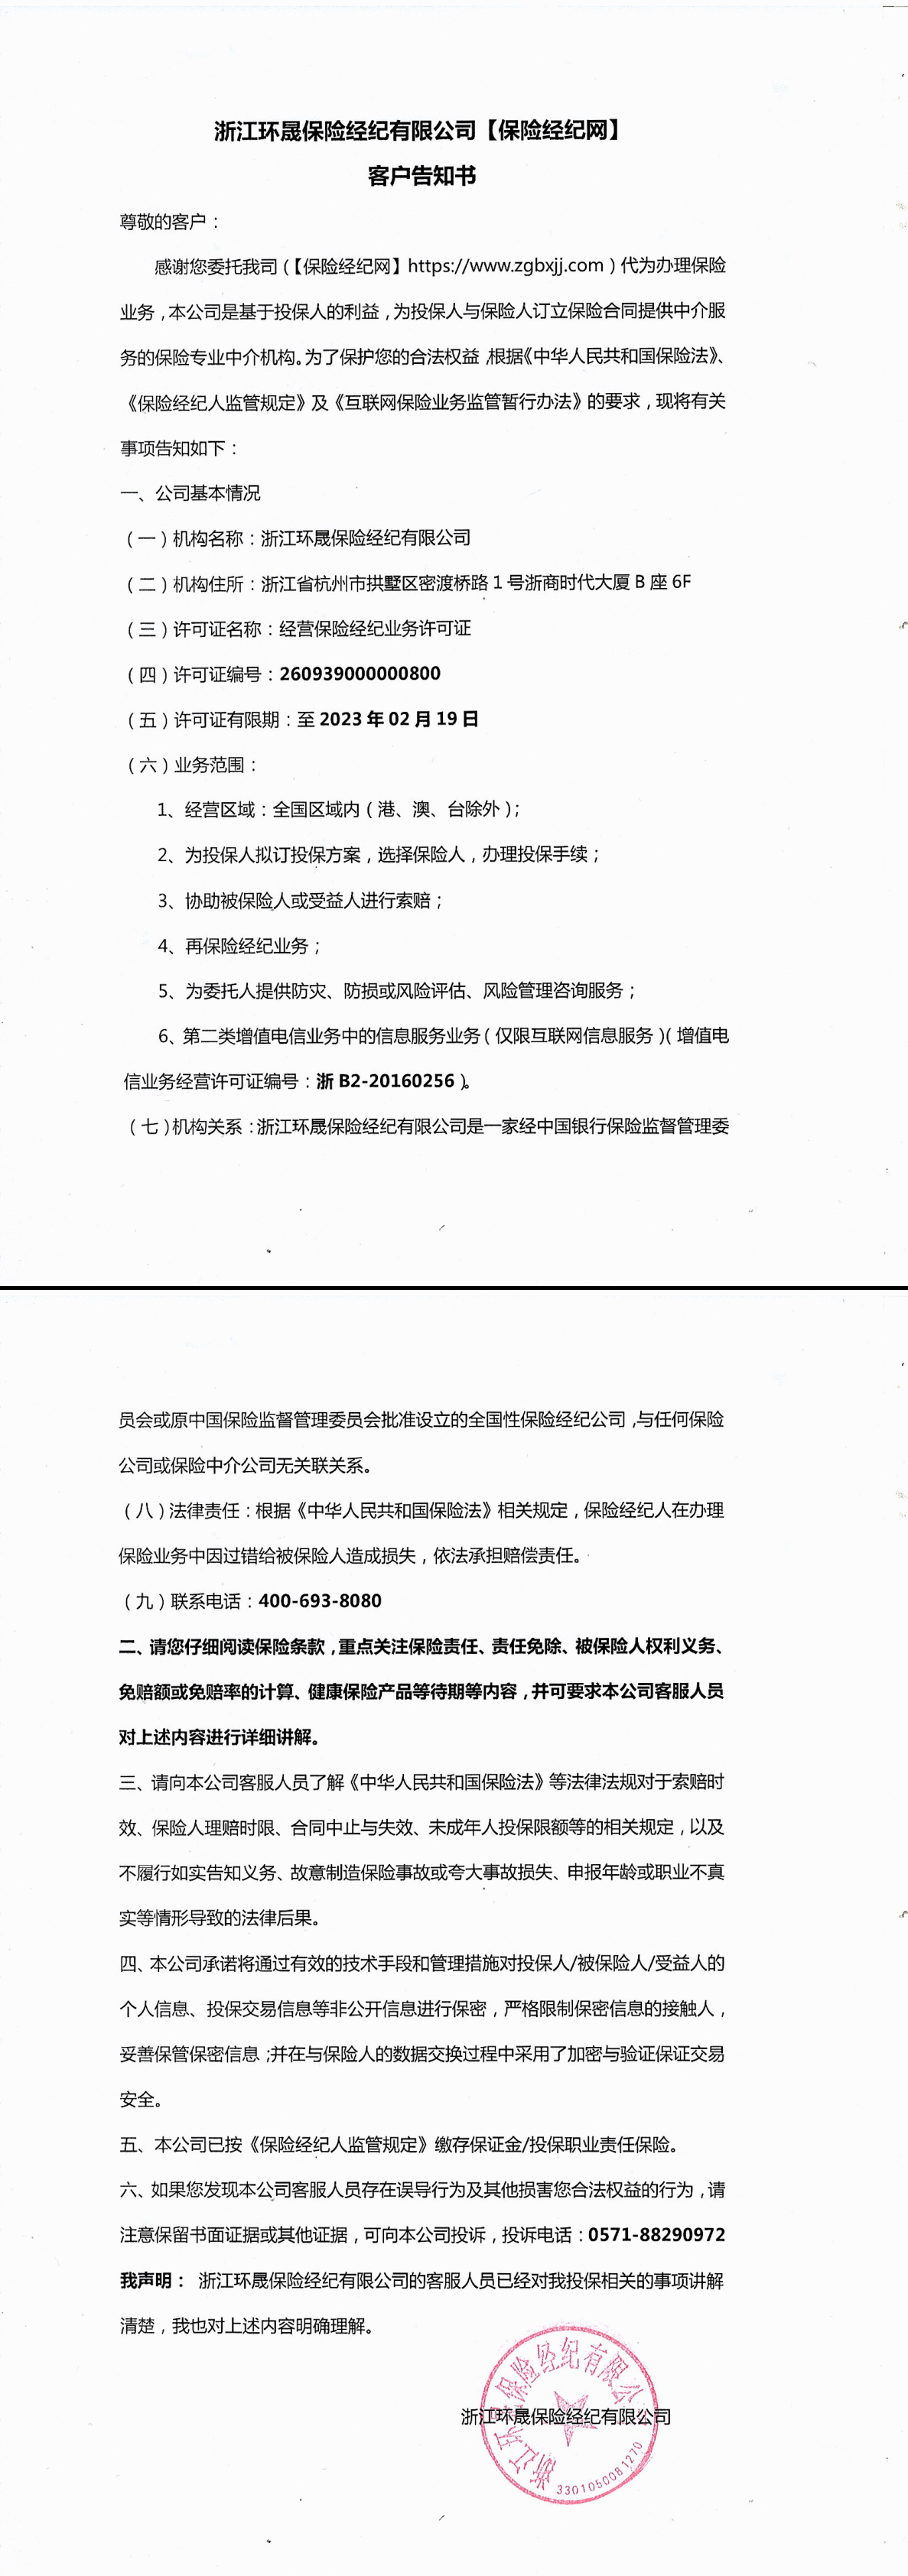 浙江环晟保险经纪有限公司【保险经纪网】
客户告知书
尊敬的客户：
感谢您委托我司（【保险经纪网】https://www.zgbxjj.com）代为办理保险
业务，本公司是基于投保人的利益，为投保人与保险人订立保险合同提供中介服
务的保险专业中介机构。为了保护您的合法权益，根据《中华人民共和国保险法》、
《保险经纪人监管规定》及《互联网保险业务监管暂行办法》的要求，现将有关
事项告知如下：
一、公司基本情况
（一）机构名称：浙江环晟保险经纪有限公司
（二）机构住所：浙江省杭州市拱墅区密渡桥路1号浙商时代大厦B座6F
（三）许可证名称：经营保险经纪业务许可证
（四）许可证编号：260939000000800
（五）许可证有限期：至2023年02月19日
（六）业务范围：
1、经营区域：全国区域内（港、澳、台除外）；
2、为投保人拟订投保方案，选择保险人，办理投保手续；
3、协助被保险人或受益人进行索赔；
4、再保险经纪业务；
5、为委托人提供防灾、防损或风险评估、风险管理咨询服务；
6、第二类增值电信业务中的信息服务业务（仅限互联网信息服务）（增值电
信业务经营许可证编号：浙B2-20160256）。
（七）机构关系：浙江环晟保险经纪有限公司是一家经中国银行保险监督管理委
员会或原中国保险监督管理委员会批准设立的全国性保险经纪公司，与任何保险
公司或保险中介公司无关联关系。
（八）法律责任：根据《中华人民共和国保险法》相关规定，保险经纪人在办理
保险业务中因过错给被保险人造成损失，依法承担赔偿责任。
（九）联系电话：400-693-8080
二、请您仔细阅读保险条款，重点关注保险责任、责任免除、被保险人权利义务、
免赔额或免赔率的计算、健康保险产品等待期等内容，并可要求本公司客服人员
对上述内容进行详细讲解。
三、请向本公司客服人员了解《中华人民共和国保险法》等法律法规对于索赔时
效、保险人理赔时限、合同中止与失效、未成年人投保限额等的相关规定，以及
不履行如实告知义务、故意制造保险事故或夸大事故损失、申报年龄或职业不真
实等情形导致的法律后果。
四、本公司承诺将通过有效的技术手段和管理措施对投保人/被保险人/受益人的
个人信息、投保交易信息等非公开信息进行保密，严格限制保密信息的接触人，
妥善保管保密信息；并在与保险人的数据交换过程中采用了加密与验证保证交易
安全。
五、本公司已按《保险经纪人监管规定》缴存保证金/投保职业责任保险。
六、如果您发现本公司客服人员存在误导行为及其他损害您合法权益的行为，请
注意保留书面证据或其他证据，可向本公司投诉，投诉电话：0571-88290972
我声明： 浙江环晟保险经纪有限公司的客服人员已经对我投保相关的事项讲解
清楚，我也对上述内容明确理解。
浙江环晟保险经纪有限公司
浙江环晟保险经纪有限公司
3301050081270